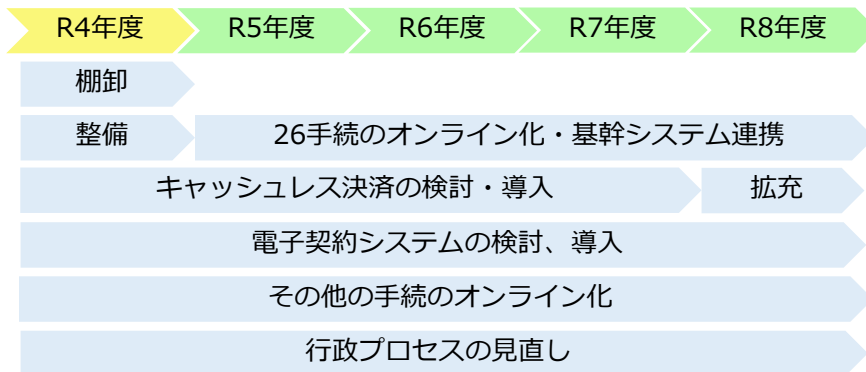 R4年度 R5年度 R6年度 R7年度 R8年度
棚卸
整備 26手続のオンライン化・基幹システム連携
キャッシュレス決済の検討・導入 拡充
電子契約システムの検討、導入
その他の手続のオンライン化
行政プロセスの見直し